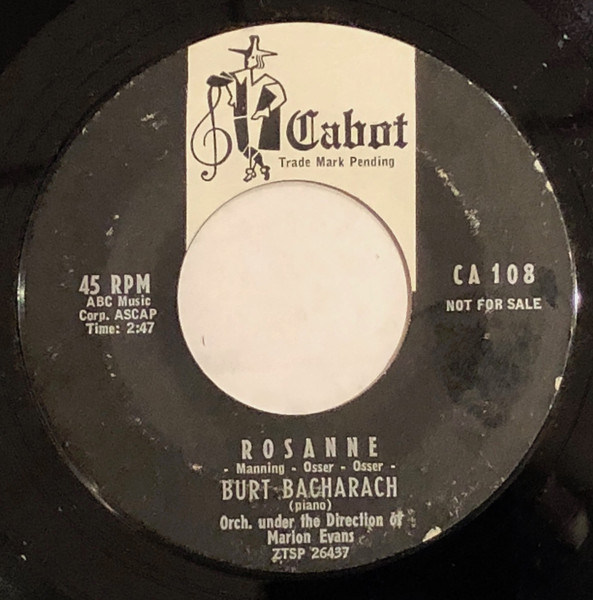 Cabot
Trade Mark Pending
45 RPM
ABC Music
Corp. ASCAP
Time: 2:47
CA 108
NOT FOR SALE
ROSANNE
- Manning - Osser - Osser -
BURT BACHARACH
(piano)
Orch. under the Direction of
Marion Evans
ZTSP 26437